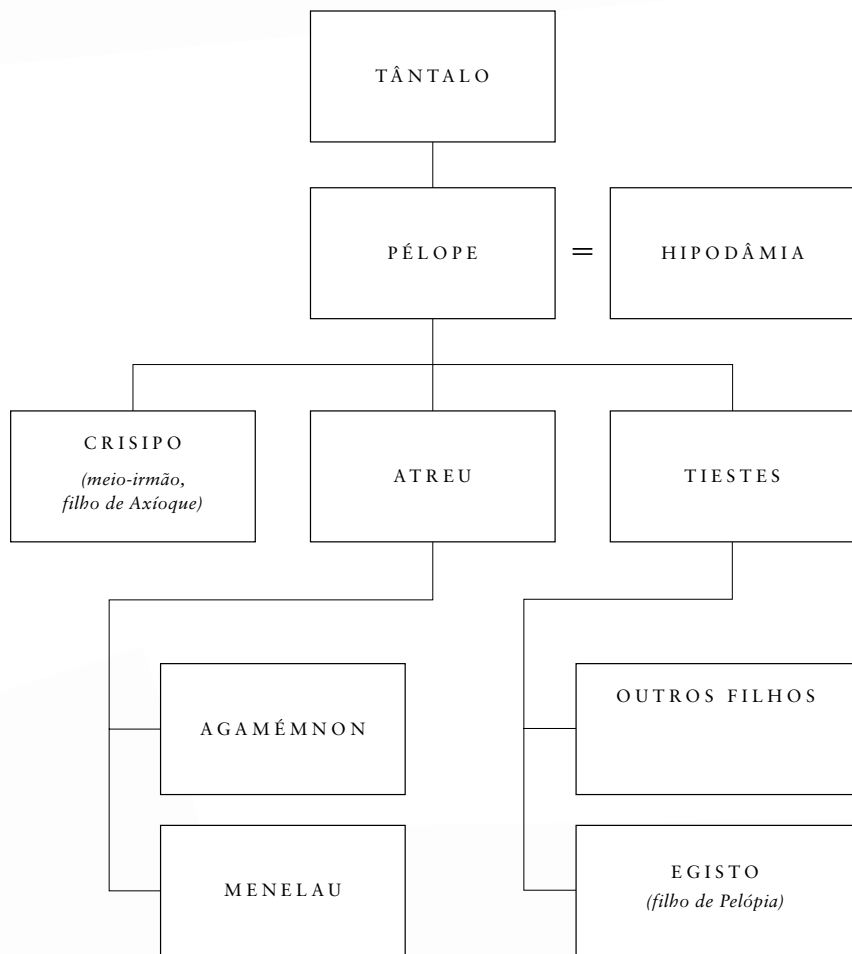 TÂNTALO
PÉLOPE = HIPODÂMIA
CRISIPO
(meio-irmão,
filho de Axíoque)
ATREU
TIESTES
AGAMÉMNON
OUTROS FILHOS
MENELAU
EGISTO
(filho de Pelópia)